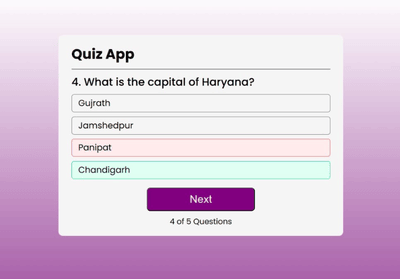 Quiz App
4. What is the capital of Haryana?
Gujrath
Jamshedpur
Panipat
Chandigarh
Next
4 of 5 Questions